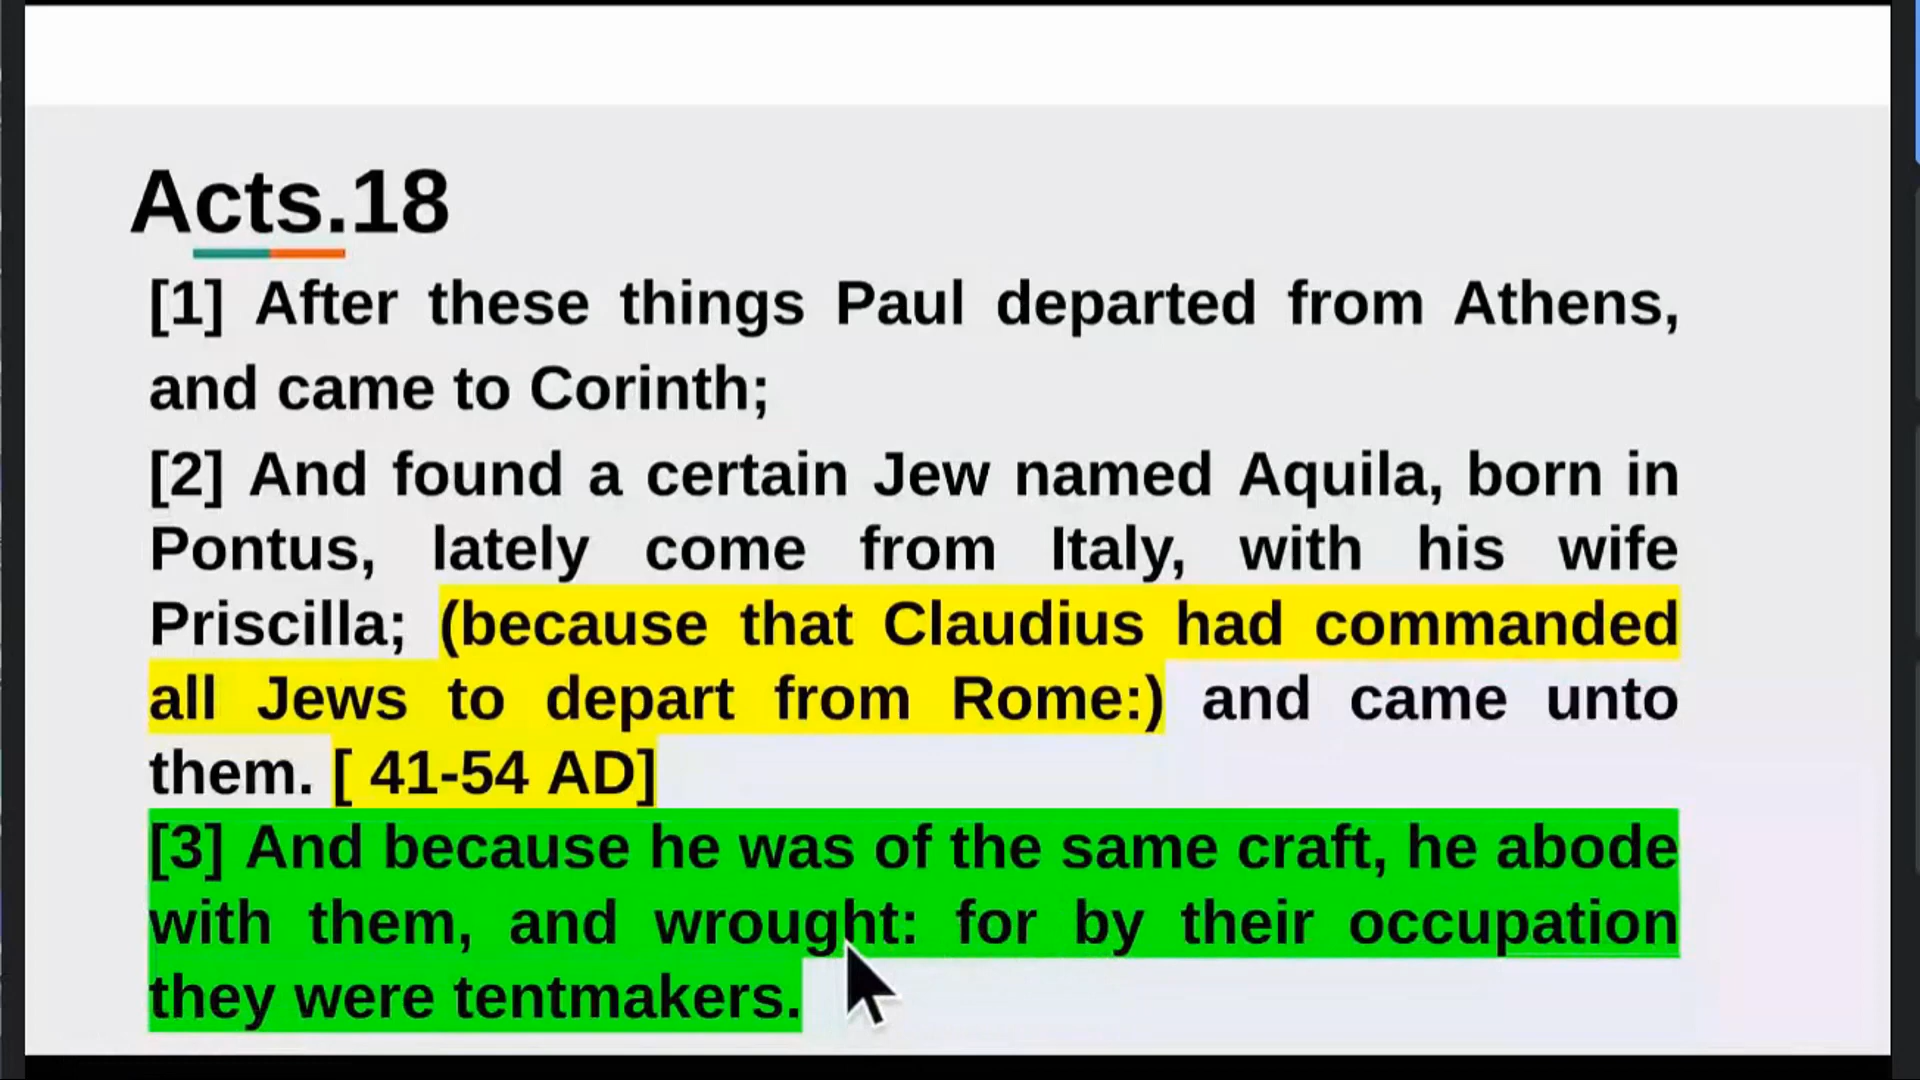 Acts.18
[1] After these things Paul departed from Athens,
and came to Corinth;
[2] And found a certain Jew named Aquila, born in
Pontus, lately come from Italy, with his wife
Priscilla; (because that Claudius had commanded
all Jews to depart from Rome:) and came unto
them. [ 41-54 AD]
[3] And because he was of the same craft, he abode
with them, and wrought: for by their occupation
they were tentmakers.